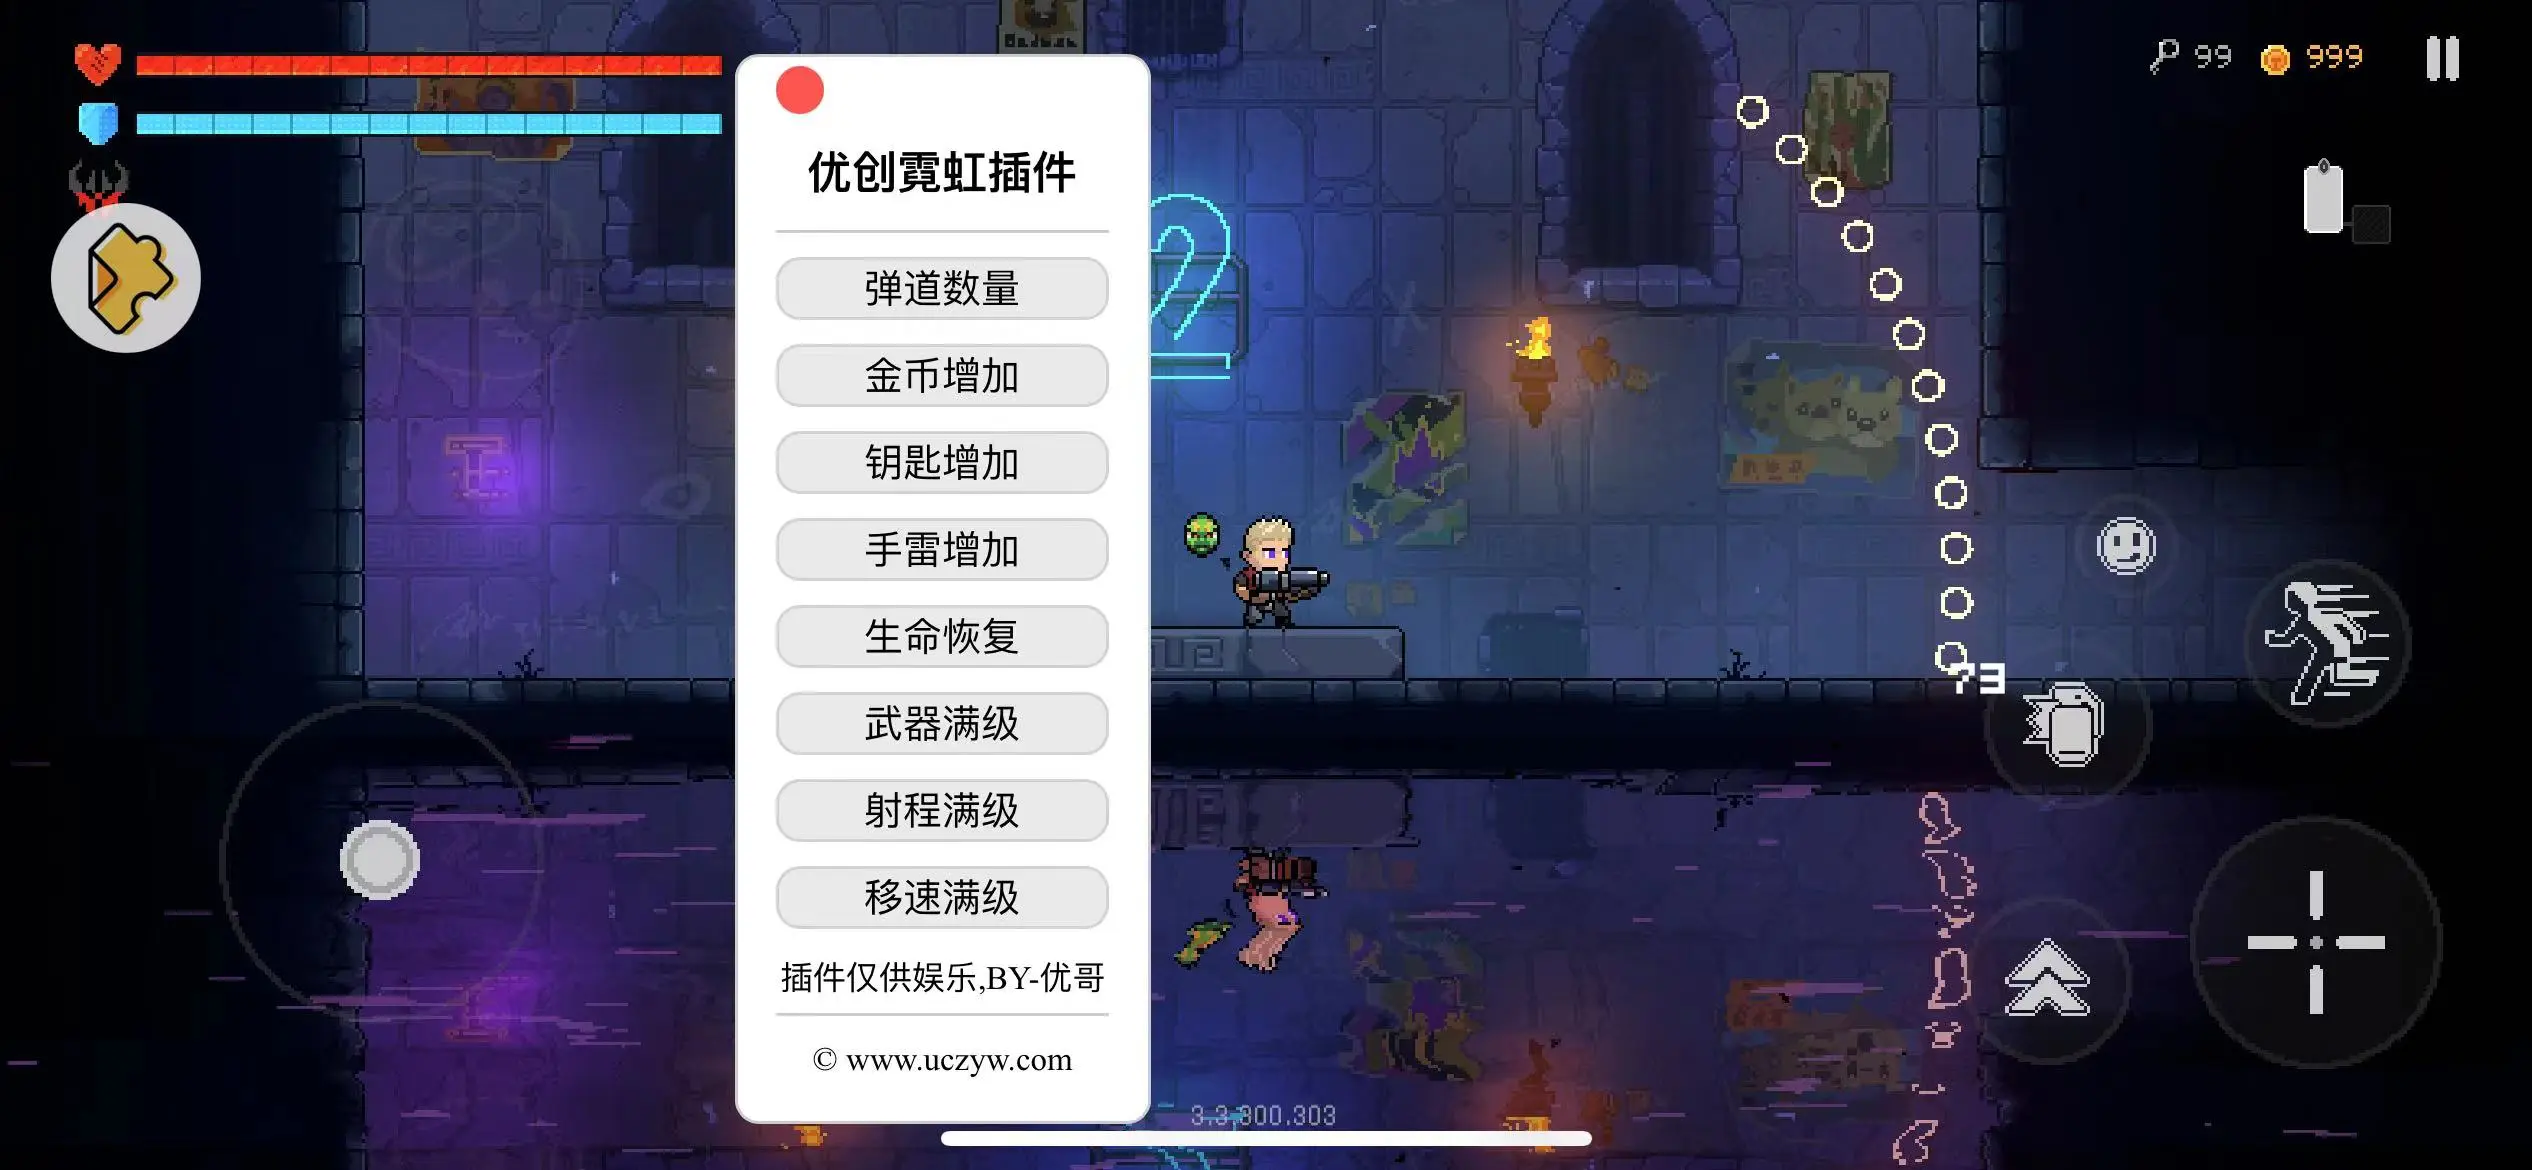 99 999
优创霓虹插件
弹道数量
金币增加
钥匙增加
手雷增加
生命恢复
武器满级
射程满级
移速满级
插件仅供娱乐,BY-优哥
© www.uczyw.com
3.3.300.303